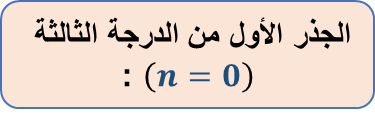 الجذر الأول من الدرجة الثالثة
(n = 0) :